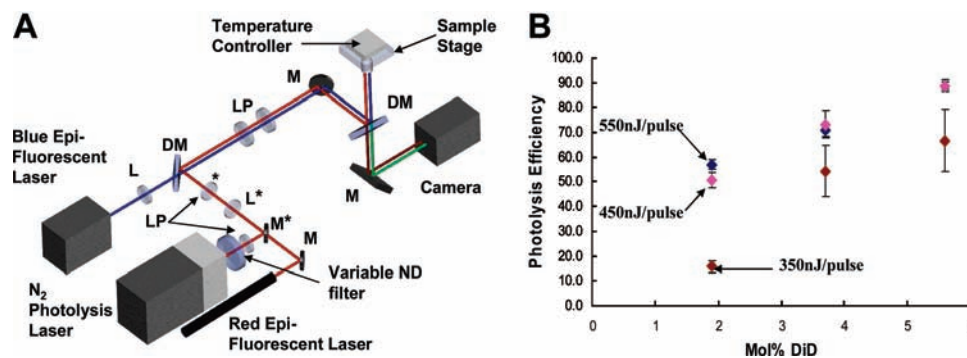 A
Temperature
Controller
Sample
Stage
M
LP
DM
Blue Epi-
Fluorescent
Laser
DM
L
*
L*
M
Camera
LP
M*
M
N2
Photolysis
Laser
Variable ND
filter
Red Epi-
Fluorescent Laser
B
Photolysis Efficiency
100.0
90.0
80.0
70.0
60.0
50.0
40.0
30.0
20.0
10.0
0.0
550nJ/pulse
450nJ/pulse
350nJ/pulse
0 1 2 3 4 5
Mol% DiD